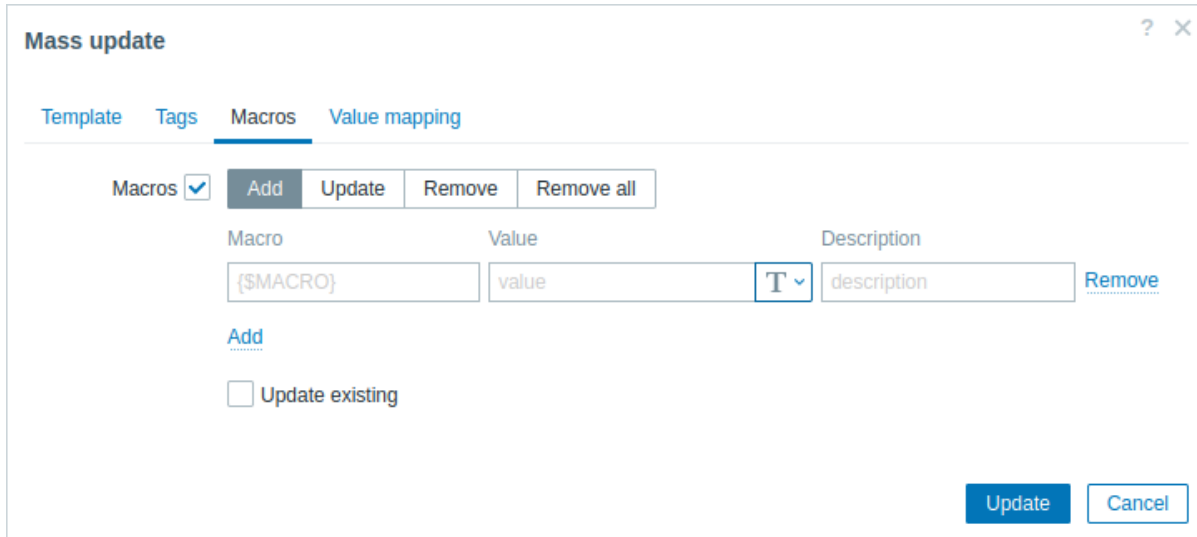 Mass update ?
Template Tags Macros Value mapping
Macros Add Update Remove Remove all
Macro Value Description
{$MACRO} value T description Remove
Add
Update existing
Update Cancel